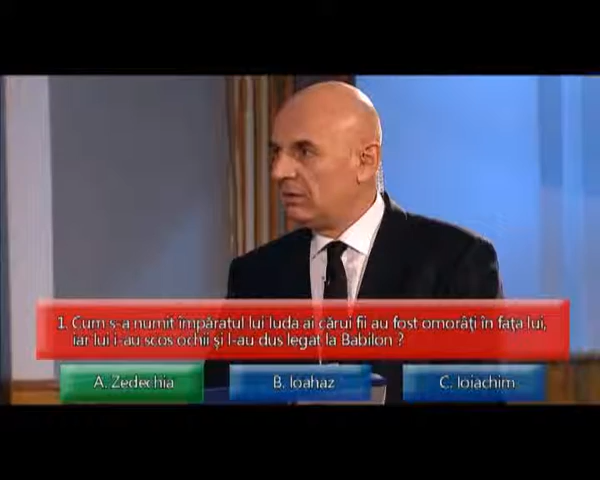 1. Cum s-a numit împăratul lui Iuda ai cărui fii au fost omorâți în fața lui,
iar lui i-au scos ochii și l-au dus legat la Babilon ?
A. Zedechia
B. Ioahaz
C. Ioiachim